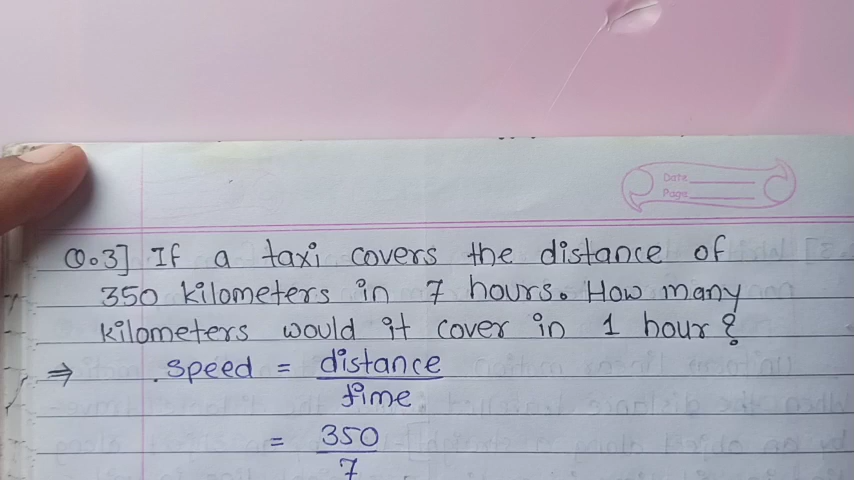 Date
Page
Q.3] If a taxi covers the distance of
350 kilometers in 7 hours. How many
kilometers would it cover in 1 hour?
⇒ speed = distance
time
= 350
7